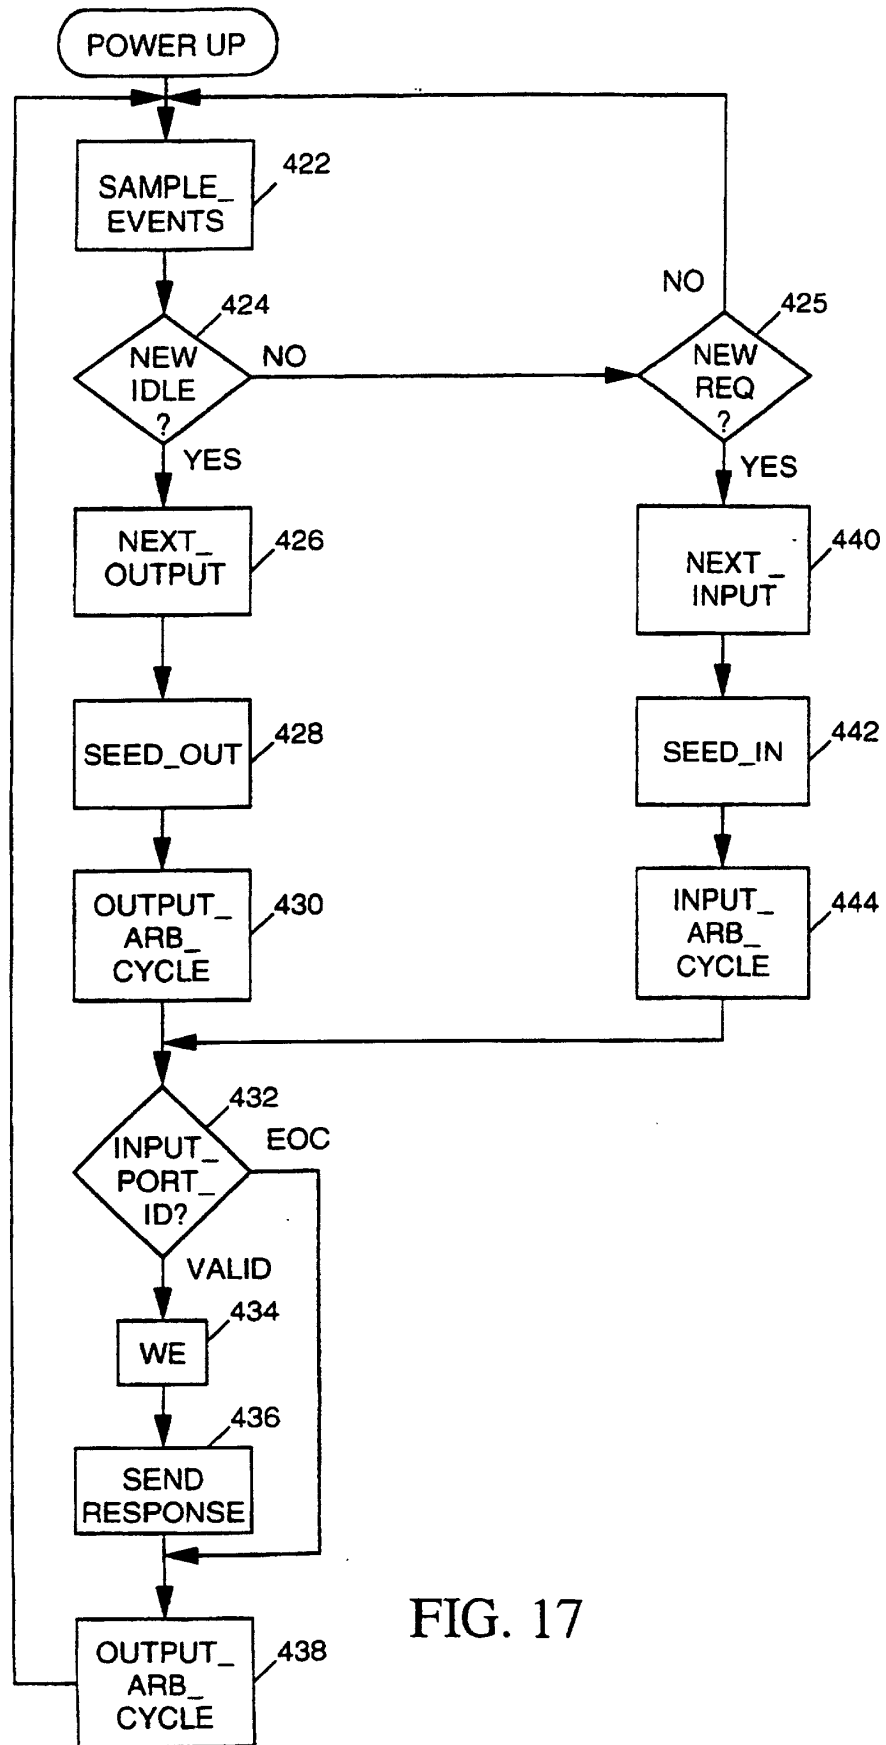 POWER UP
SAMPLE_
EVENTS
422
NEW
IDLE
?
424
NO
YES
NEW
REQ
?
425
NO
YES
NEXT_
OUTPUT
426
NEXT_
INPUT
440
SEED_OUT
428
SEED_IN
442
OUTPUT_
ARB_
CYCLE
430
INPUT_
ARB_
CYCLE
444
INPUT_
PORT_
ID?
432
EOC
VALID
WE
434
SEND
RESPONSE
436
OUTPUT_
ARB_
CYCLE
438
FIG. 17